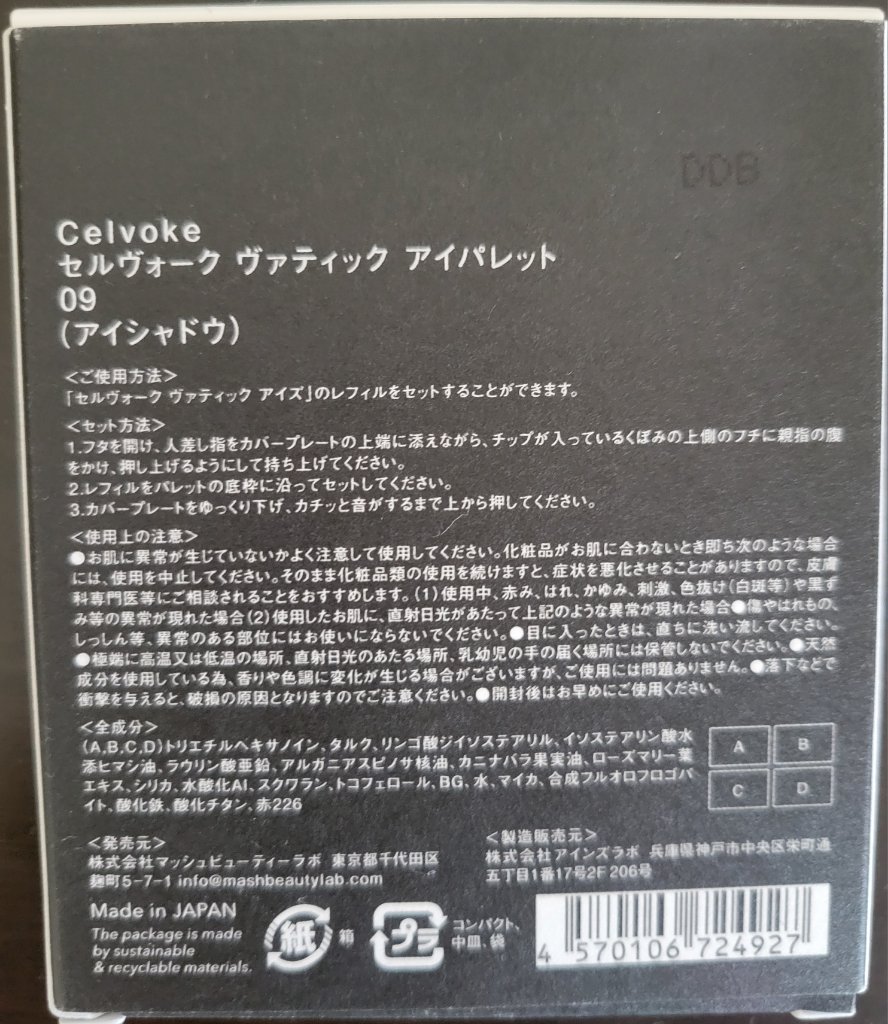 DDB
Celvoke
セルヴォーク ヴァティック アイパレット
09
(アイシャドウ)
<ご使用方法>
「セルヴォーク ヴァティック アイズ」のレフィルをセットすることができます。
<セット方法>
1.フタを開け、人差し指をカバープレートの上端に添えながら、チップが入っているくぼみの上側のフチに親指の腹
をかけ、押し上げるようにして持ち上げてください。
2.レフィルをパレットの底枠に沿ってセットしてください。
3.カバープレートをゆっくり下げ、カチッと音がするまで上から押してください。
<使用上の注意>
●お肌に異常が生じていないかよく注意して使用してください。化粧品がお肌に合わないとき即ち次のような場合
には、使用を中止してください。そのまま化粧品類の使用を続けますと、症状を悪化させることがありますので、皮膚
科専門医等にご相談されることをおすすめします。(1)使用中、赤み、はれ、かゆみ、刺激、色抜け(白斑等)や黒ず
み等の異常が現れた場合(2)使用したお肌に、直射日光があたって上記のような異常が現れた場合●傷やはれもの、
しっしん等、異常のある部位にはお使いにならないでください。●目に入ったときは、直ちに洗い流してください。
●極端に高温又は低温の場所、直射日光のあたる場所、乳幼児の手の届く場所には保管しないでください。●天然
成分を使用している為、香りや色調に変化が生じる場合がございますが、ご使用には問題ありません。●落下などで
衝撃を与えると、破損の原因となりますのでご注意ください。●開封後はお早めにご使用ください。
<全成分>
(A,B,C,D)トリエチルヘキサノイン、タルク、リンゴ酸ジイソステアリル、イソステアリン酸水
添ヒマシ油、ラウリン酸亜鉛、アルガニアスピノサ核油、カニナバラ果実油、ローズマリー葉
エキス、シリカ、水酸化Al、スクワラン、トコフェロール、BG、水、マイカ、合成フルオロフロゴパ
イト、酸化鉄、酸化チタン、赤226
A B
C D
<発売元>
株式会社マッシュビューティーラボ 東京都千代田区
麹町5-7-1 info@mashbeautylab.com
<製造販売元>
株式会社アインズラボ 兵庫県神戸市中央区栄町通
五丁目1番17号2F 206号
Made in JAPAN
The package is made
by sustainable
& recyclable materials.
紙 箱
プラ コンパクト、
中皿、袋
4 570106 724927